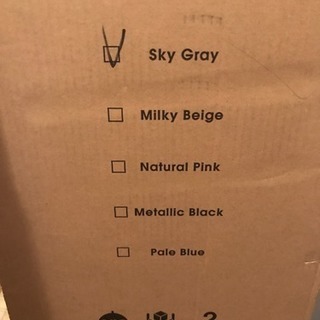 Sky Gray
Milky Beige
Natural Pink
Metallic Black
Pale Blue